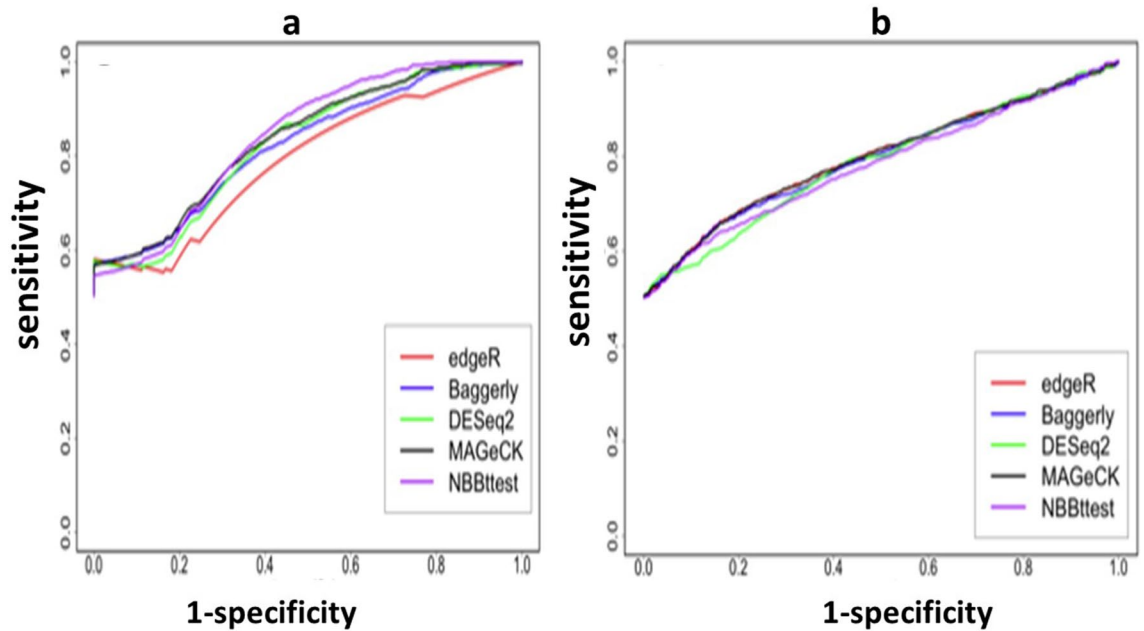 a
sensitivity
1.0
0.8
0.6
0.4
0.2
0.0
edgeR
Baggerly
DESeq2
MAGeCK
NBBttest
0.0 0.2 0.4 0.6 0.8 1.0
1-specificity
b
sensitivity
1.0
0.8
0.6
0.4
0.2
0.0
edgeR
Baggerly
DESeq2
MAGeCK
NBBttest
0.0 0.2 0.4 0.6 0.8 1.0
1-specificity